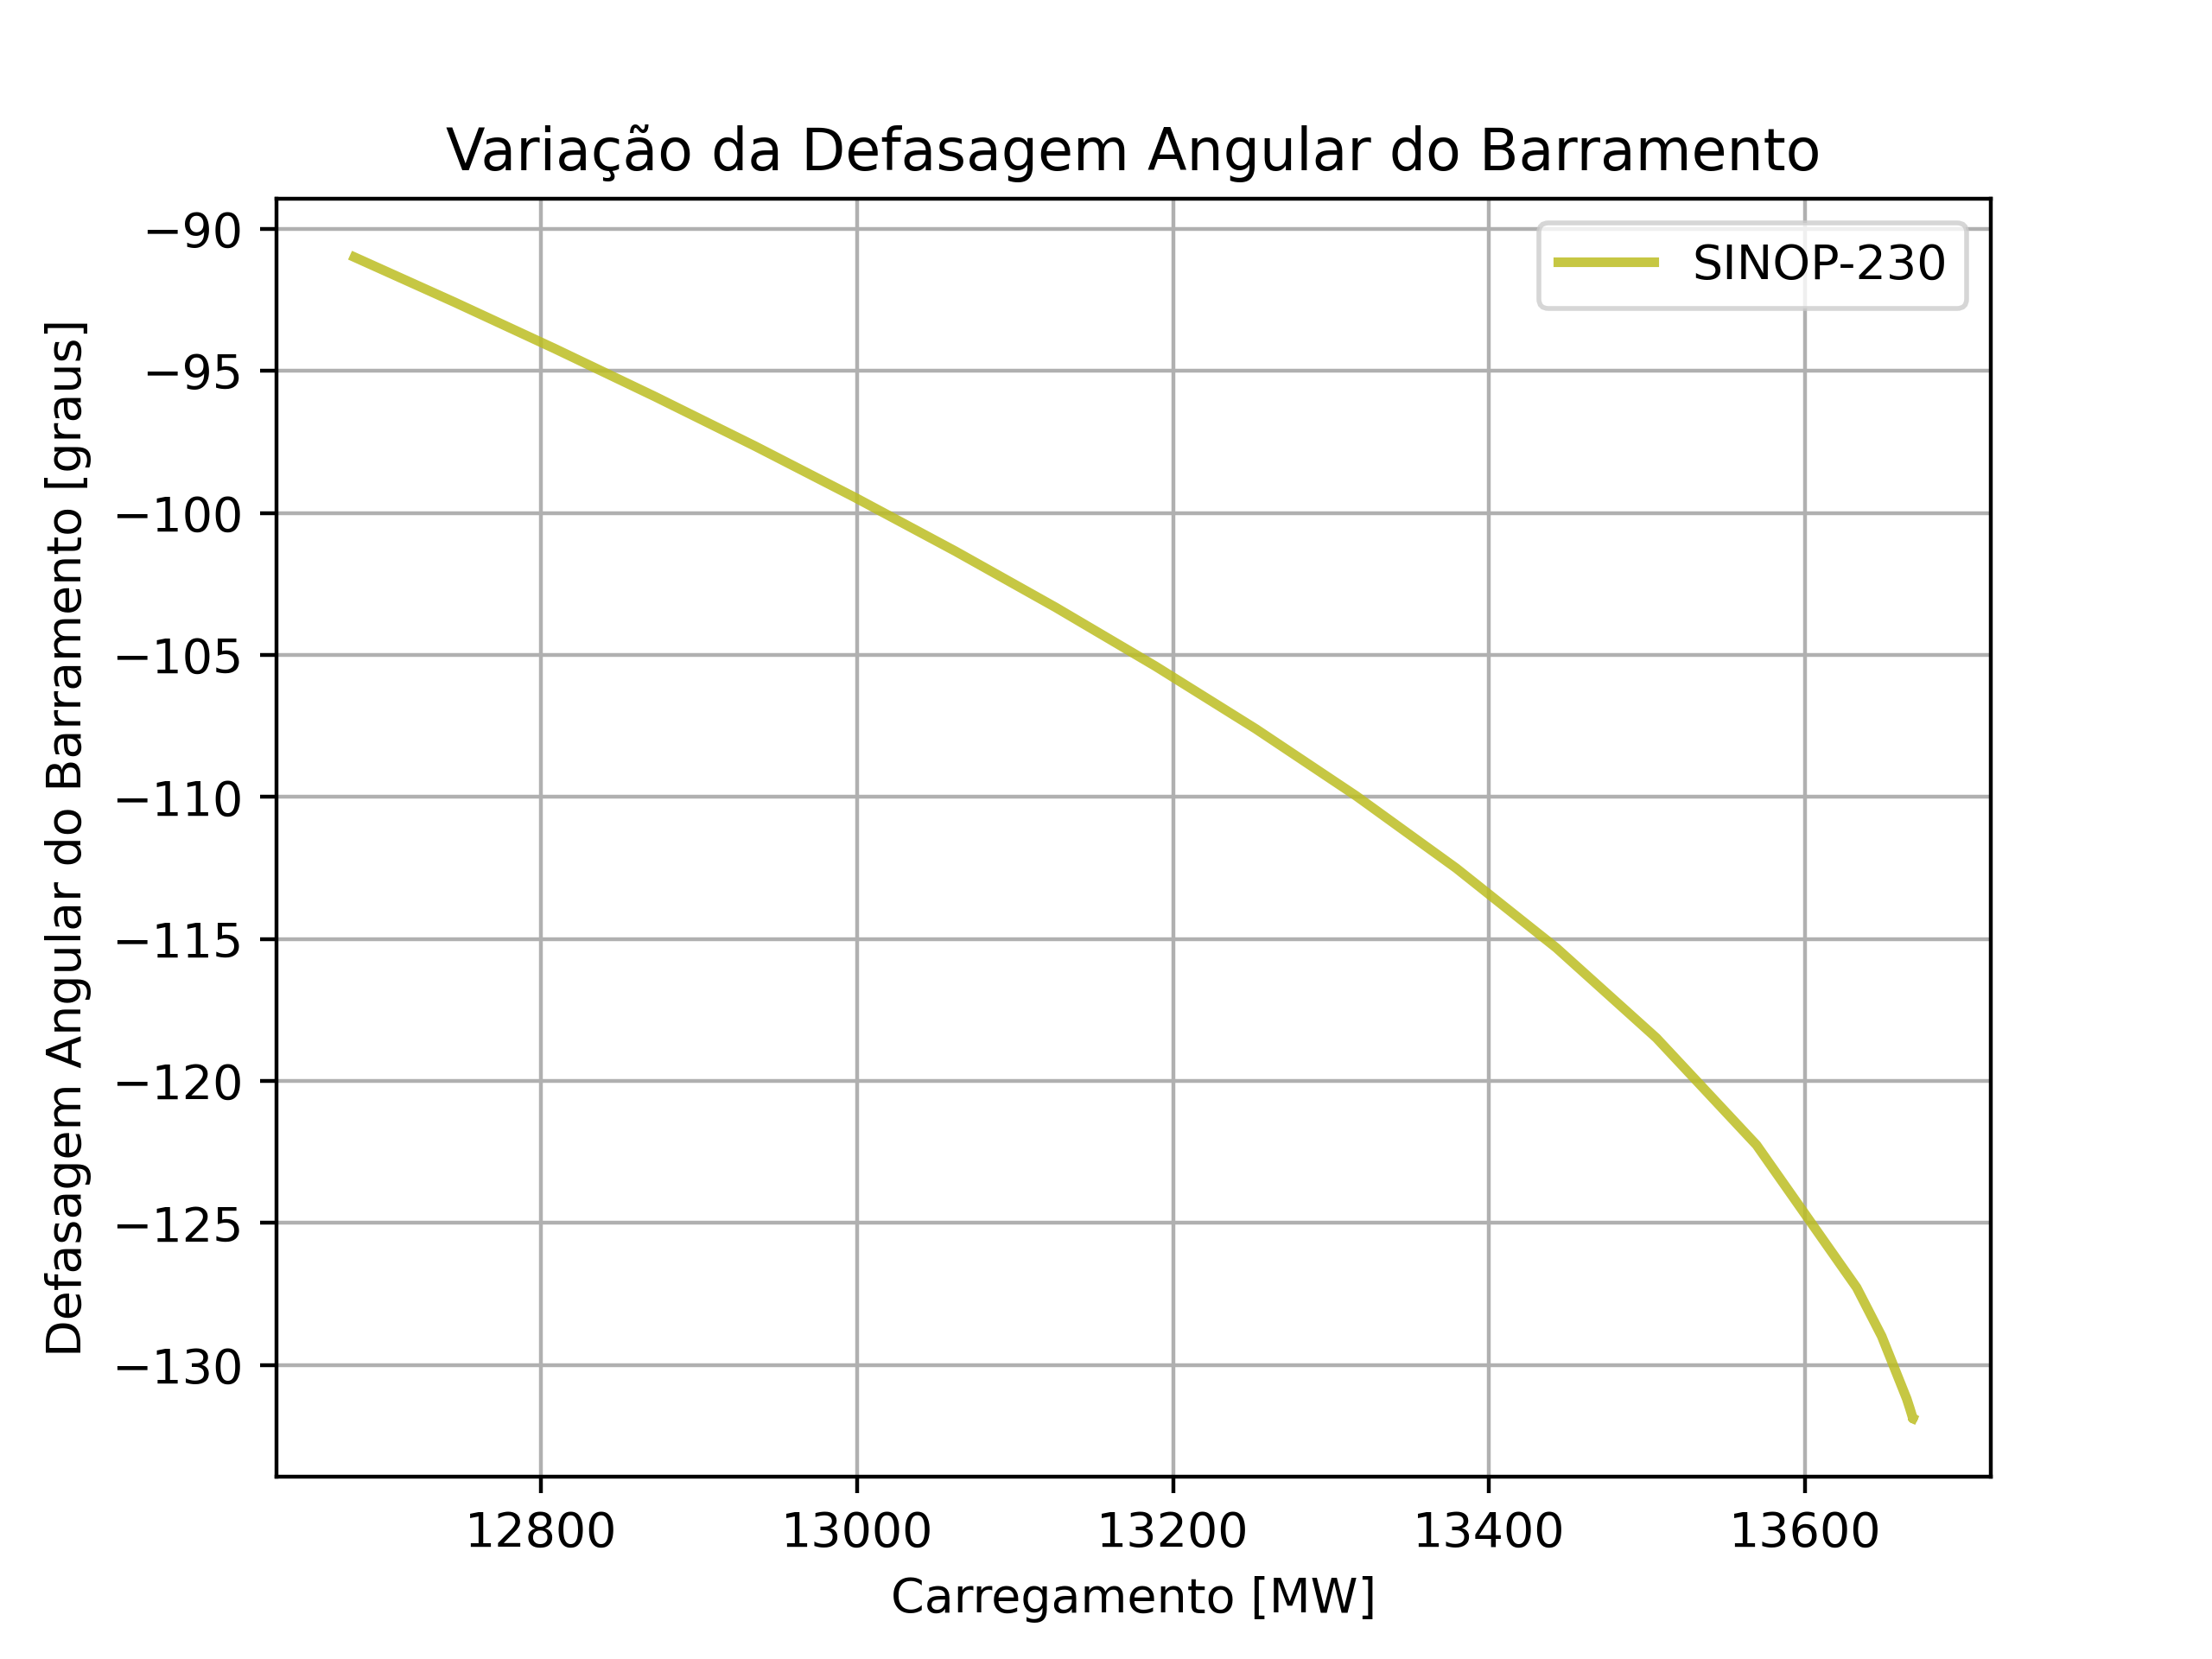 Variação da Defasagem Angular do Barramento
SINOP-230
Defasagem Angular do Barramento [graus]
−90
−95
−100
−105
−110
−115
−120
−125
−130
12800 13000 13200 13400 13600
Carregamento [MW]